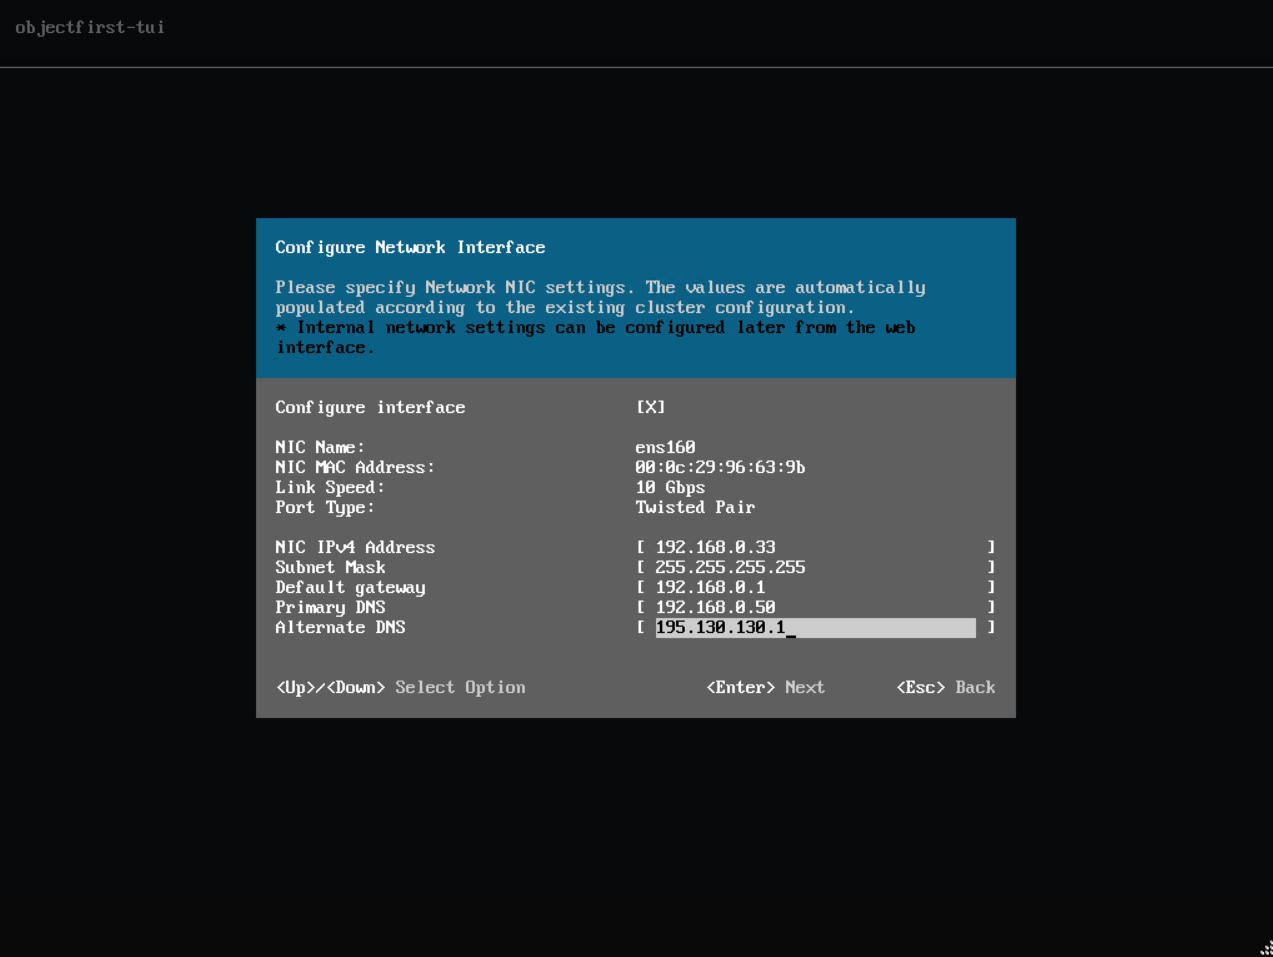 objectfirst-tui
Configure Network Interface
Please specify Network NIC settings. The values are automatically
populated according to the existing cluster configuration.
* Internal network settings can be configured later from the web
interface.
Configure interface [X]
NIC Name: ens160
NIC MAC Address: 00:0c:29:96:63:9b
Link Speed: 10 Gbps
Port Type: Twisted Pair
NIC IPv4 Address [ 192.168.0.33 ]
Subnet Mask [ 255.255.255.255 ]
Default gateway [ 192.168.0.1 ]
Primary DNS [ 192.168.0.50 ]
Alternate DNS [ 195.130.130.1_ ]
<Up>/<Down> Select Option <Enter> Next <Esc> Back